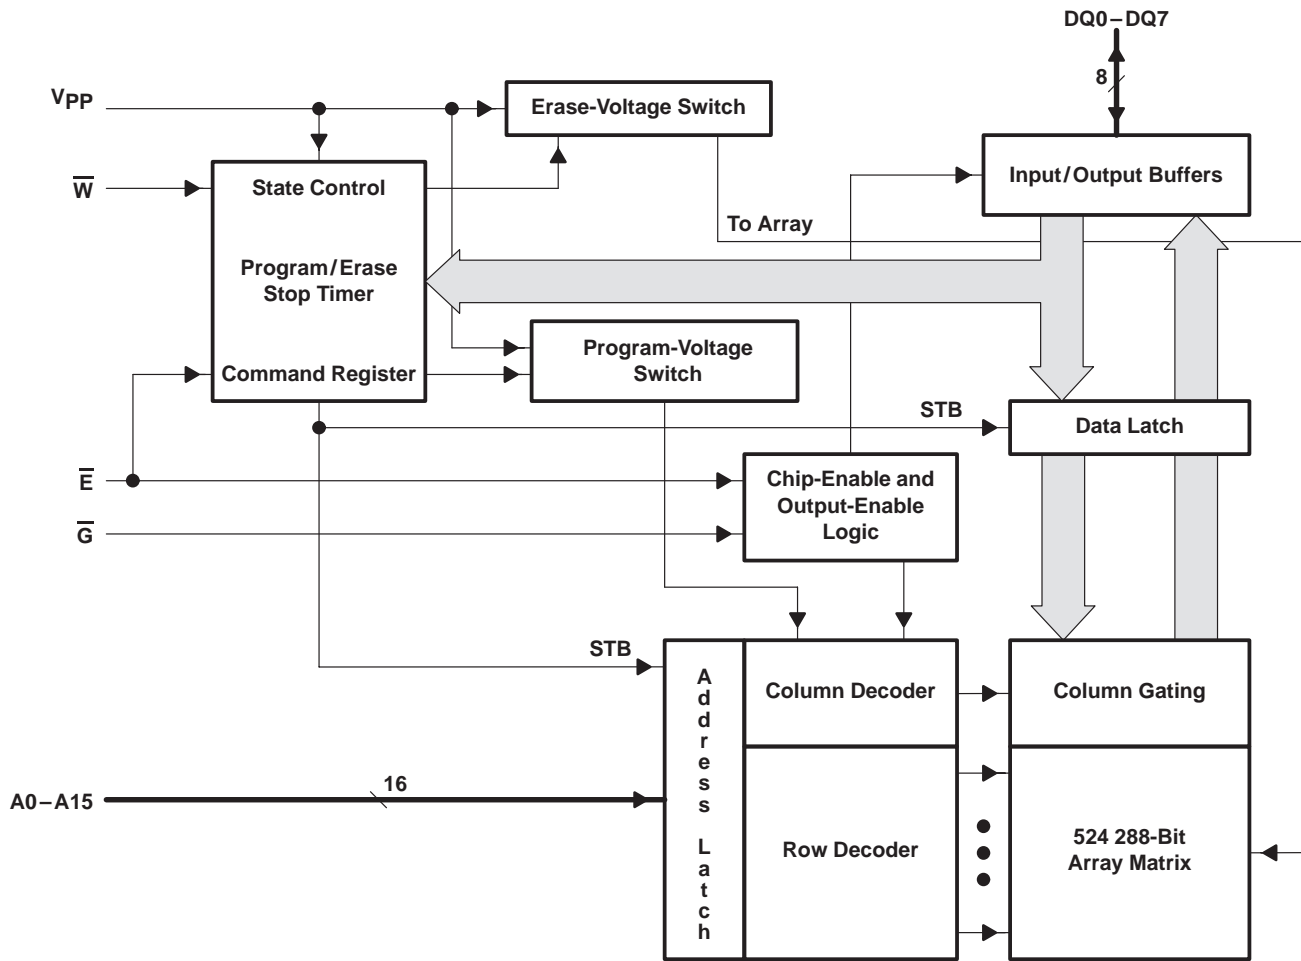 DQ0–DQ7
8
VPP
Erase-Voltage Switch
W̅
State Control
Input/Output Buffers
To Array
Program/Erase
Stop Timer
Program-Voltage
Switch
Command Register
STB
Data Latch
E̅
Chip-Enable and
Output-Enable
Logic
G̅
STB
Address Latch
Column Decoder
Column Gating
A0–A15
16
Row Decoder
524 288-Bit
Array Matrix